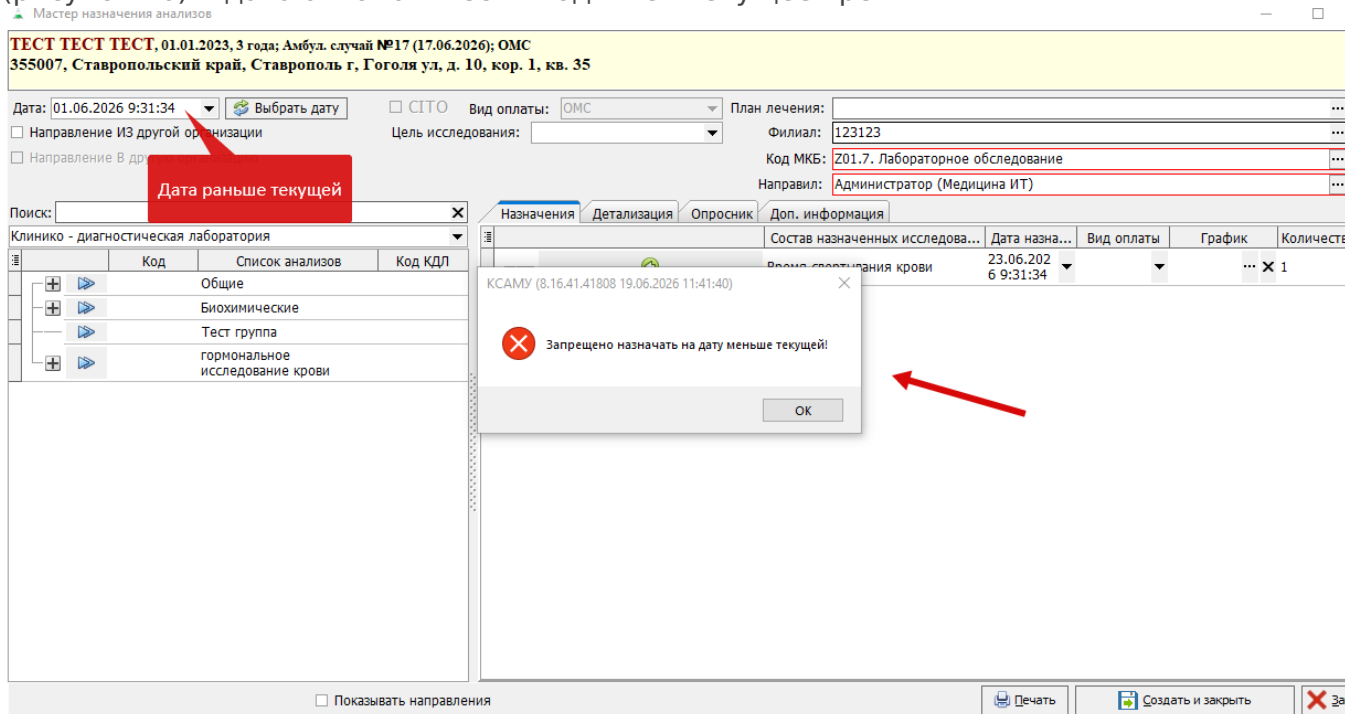 Мастер назначения анализов
ТЕСТ ТЕСТ ТЕСТ, 01.01.2023, 3 года; Амбул. случай №17 (17.06.2026); ОМС
355007, Ставропольский край, Ставрополь г, Гоголя ул, д. 10, кор. 1, кв. 35
Дата: 01.06.2026 9:31:34 Выбрать дату CITO Вид оплаты: ОМС План лечения:
Направление ИЗ другой организации Цель исследования: Филиал: 123123
Направление В Код МКБ: Z01.7. Лабораторное обследование
Дата раньше текущей
Направил: Администратор (Медицина ИТ)
Поиск: Назначения Детализация Опросник Доп. информация
Клинико - диагностическая лаборатория
Состав назначенных исследова... Дата назна... Вид оплаты График
Код Список анализов Код КДЛ
Время свертывания крови 23.06.202
6 9:31:34 1
Общие
Биохимические
Тест группа
гормональное
исследование крови
КСАМУ (8.16.41.41808 19.06.2026 11:41:40)
Запрещено назначать на дату меньше текущей!
ОК
Показывать направления Печать Создать и закрыть